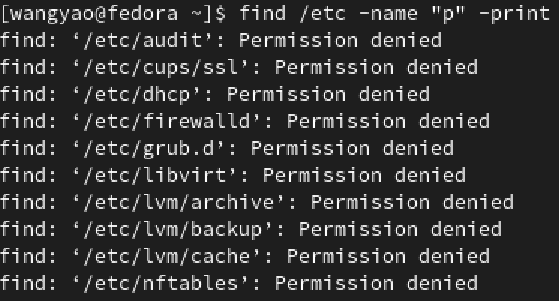 [wangyao@fedora ~]$ find /etc -name "p" -print
find: ‘/etc/audit’: Permission denied
find: ‘/etc/cups/ssl’: Permission denied
find: ‘/etc/dhcp’: Permission denied
find: ‘/etc/firewalld’: Permission denied
find: ‘/etc/grub.d’: Permission denied
find: ‘/etc/libvirt’: Permission denied
find: ‘/etc/lvm/archive’: Permission denied
find: ‘/etc/lvm/backup’: Permission denied
find: ‘/etc/lvm/cache’: Permission denied
find: ‘/etc/nftables’: Permission denied